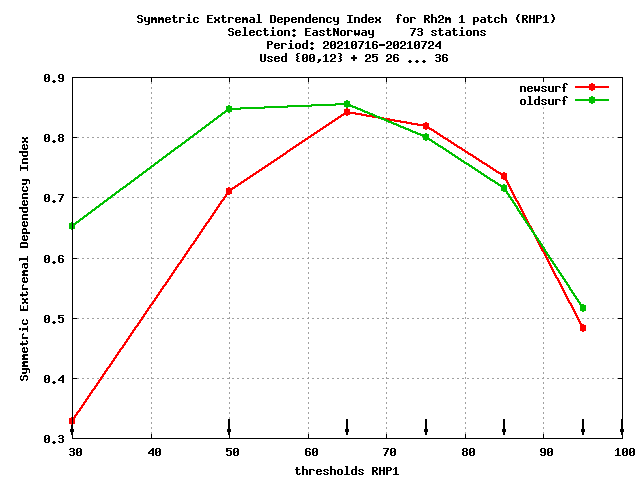 Symmetric Extremal Dependency Index  for Rh2m 1 patch (RHP1)
Selection: EastNorway     73 stations
Period: 20210716-20210724
Used {00,12} + 25 26 ... 36
newsurf
oldsurf
Symmetric Extremal Dependency Index
0.9
0.8
0.7
0.6
0.5
0.4
0.3
30 40 50 60 70 80 90 100
thresholds RHP1